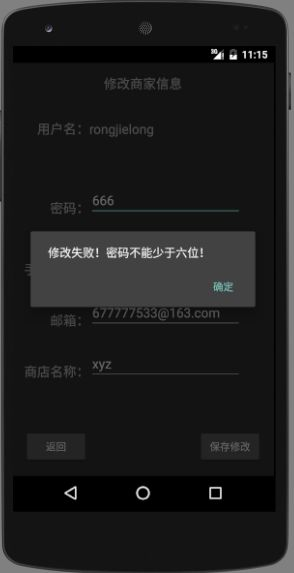 3G 11:15
修改商家信息
用户名：rongjielong
密码：666
修改失败！密码不能少于六位！
确定
邮箱：677777533@163.com
商店名称：xyz
返回 保存修改